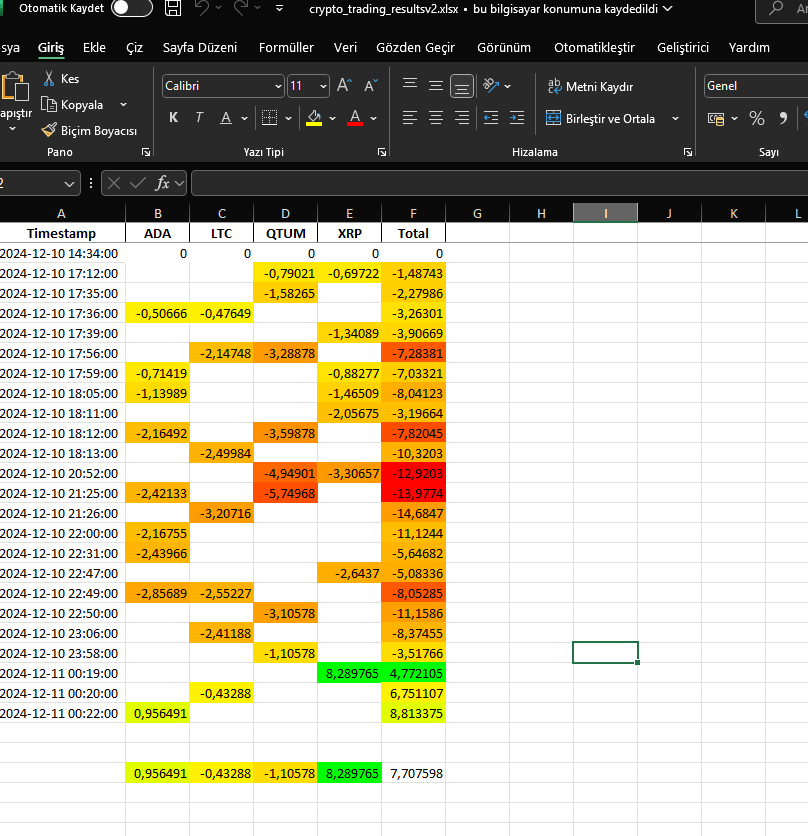 Otomatik Kaydet
crypto_trading_resultsv2.xlsx • bu bilgisayar konumuna kaydedildi
sya Giriş Ekle Çiz Sayfa Düzeni Formüller Veri Gözden Geçir Görünüm Otomatikleştir Geliştirici Yardım
apıştır
Kes
Kopyala
Biçim Boyacısı
Pano
Calibri 11 A A
K T A A
Yazı Tipi
ab Metni Kaydır
Birleştir ve Ortala
Hizalama
Genel
% 9
Sayı
2 fx
A B C D E F G H I J K L
Timestamp ADA LTC QTUM XRP Total
2024-12-10 14:34:00 0 0 0 0 0
2024-12-10 17:12:00 -0,79021 -0,69722 -1,48743
2024-12-10 17:35:00 -1,58265 -2,27986
2024-12-10 17:36:00 -0,50666 -0,47649 -3,26301
2024-12-10 17:39:00 -1,34089 -3,90669
2024-12-10 17:56:00 -2,14748 -3,28878 -7,28381
2024-12-10 17:59:00 -0,71419 -0,88277 -7,03321
2024-12-10 18:05:00 -1,13989 -1,46509 -8,04123
2024-12-10 18:11:00 -2,05675 -3,19664
2024-12-10 18:12:00 -2,16492 -3,59878 -7,82045
2024-12-10 18:13:00 -2,49984 -10,3203
2024-12-10 20:52:00 -4,94901 -3,30657 -12,9203
2024-12-10 21:25:00 -2,42133 -5,74968 -13,9774
2024-12-10 21:26:00 -3,20716 -14,6847
2024-12-10 22:00:00 -2,16755 -11,1244
2024-12-10 22:31:00 -2,43966 -5,64682
2024-12-10 22:47:00 -2,6437 -5,08336
2024-12-10 22:49:00 -2,85689 -2,55227 -8,05285
2024-12-10 22:50:00 -3,10578 -11,1586
2024-12-10 23:06:00 -2,41188 -8,37455
2024-12-10 23:58:00 -1,10578 -3,51766
2024-12-11 00:19:00 8,289765 4,772105
2024-12-11 00:20:00 -0,43288 6,751107
2024-12-11 00:22:00 0,956491 8,813375
0,956491 -0,43288 -1,10578 8,289765 7,707598